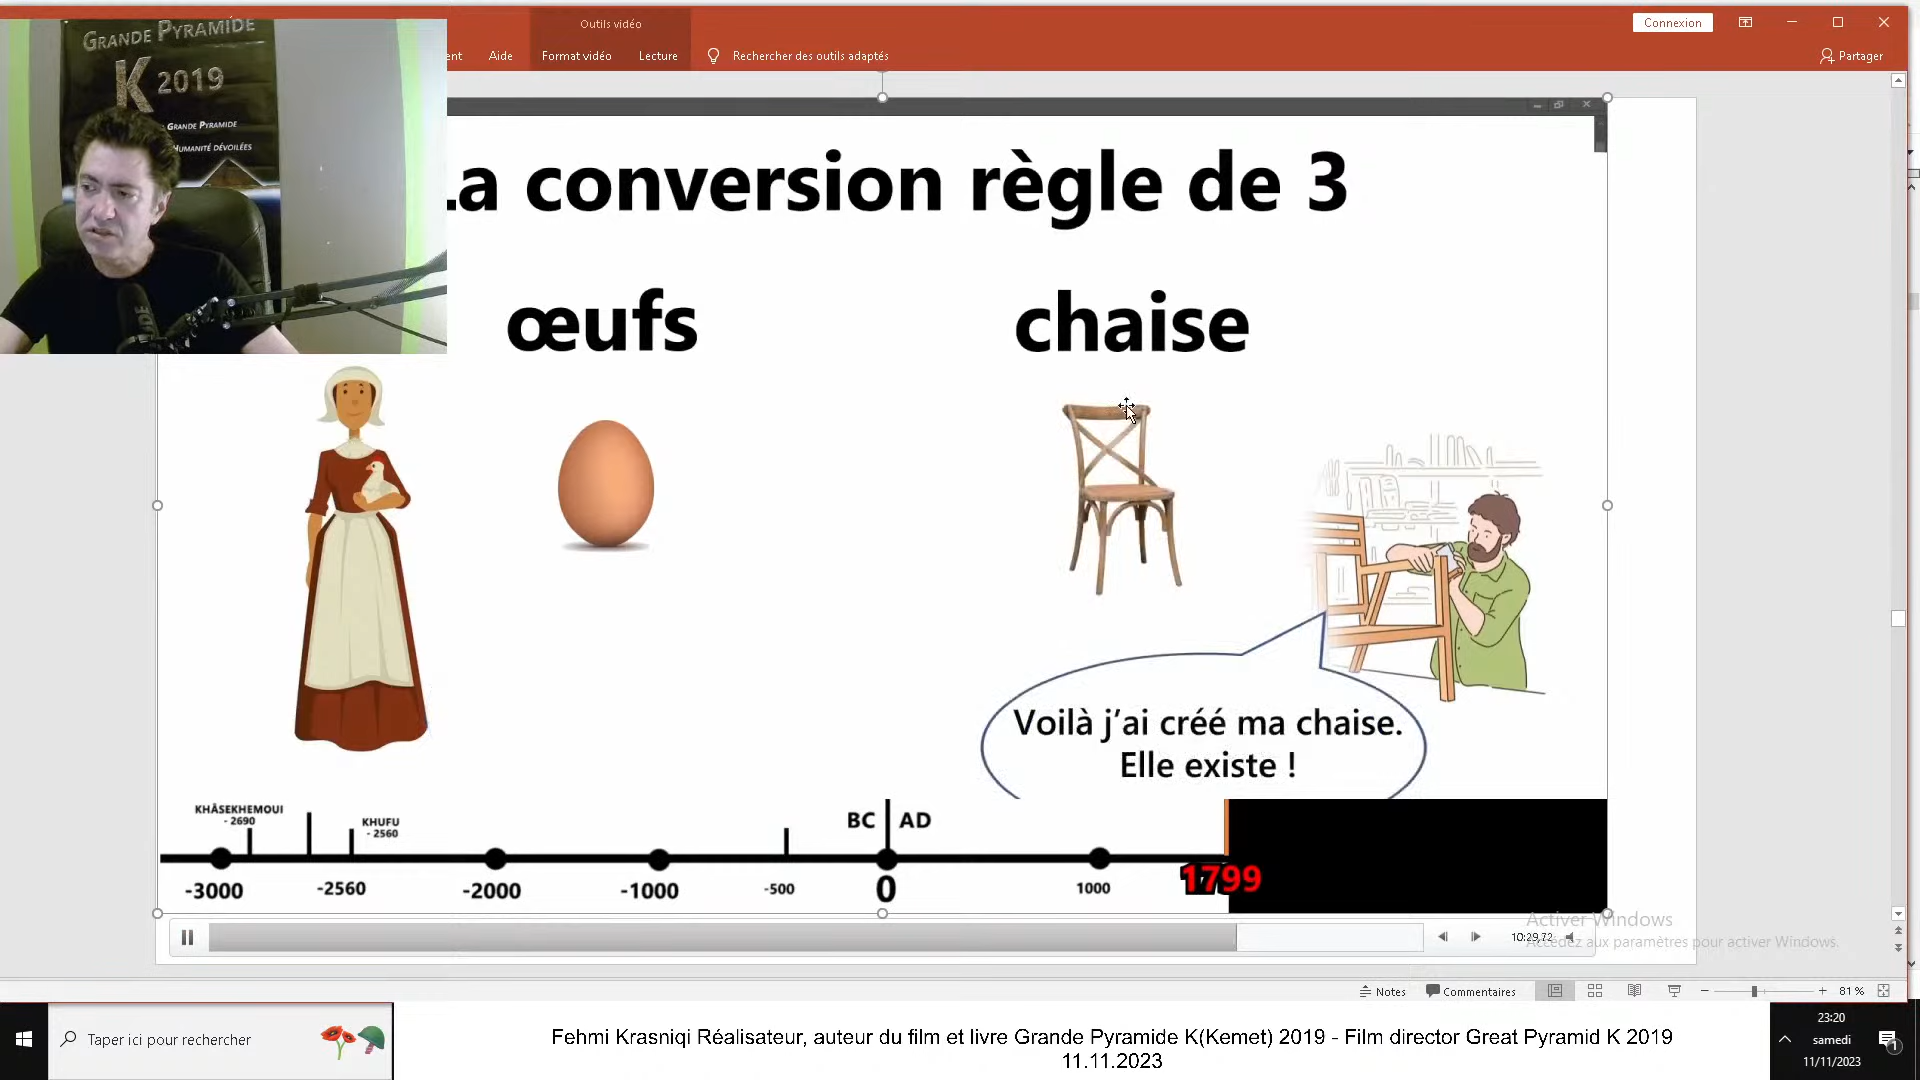 Outils vidéo
Connexion
Aide
Format vidéo
Lecture
Rechercher des outils adaptés
Partager
GRANDE PYRAMIDE
K 2019
GRANDE PYRAMIDE
HUMANITÉ DÉVOILÉES
La conversion règle de 3
œufs
chaise
Voilà j'ai créé ma chaise.
Elle existe !
KHÂSEKHEMOUI
- 2690
KHUFU
- 2560
BC
AD
-3000
-2560
-2000
-1000
-500
0
1000
1799
10:29,72
Activer Windows
Accédez aux paramètres pour activer Windows.
Notes
Commentaires
81 %
Taper ici pour rechercher
Fehmi Krasniqi Réalisateur, auteur du film et livre Grande Pyramide K(Kemet) 2019 - Film director Great Pyramid K 2019
11.11.2023
23:20
samedi
11/11/2023
1